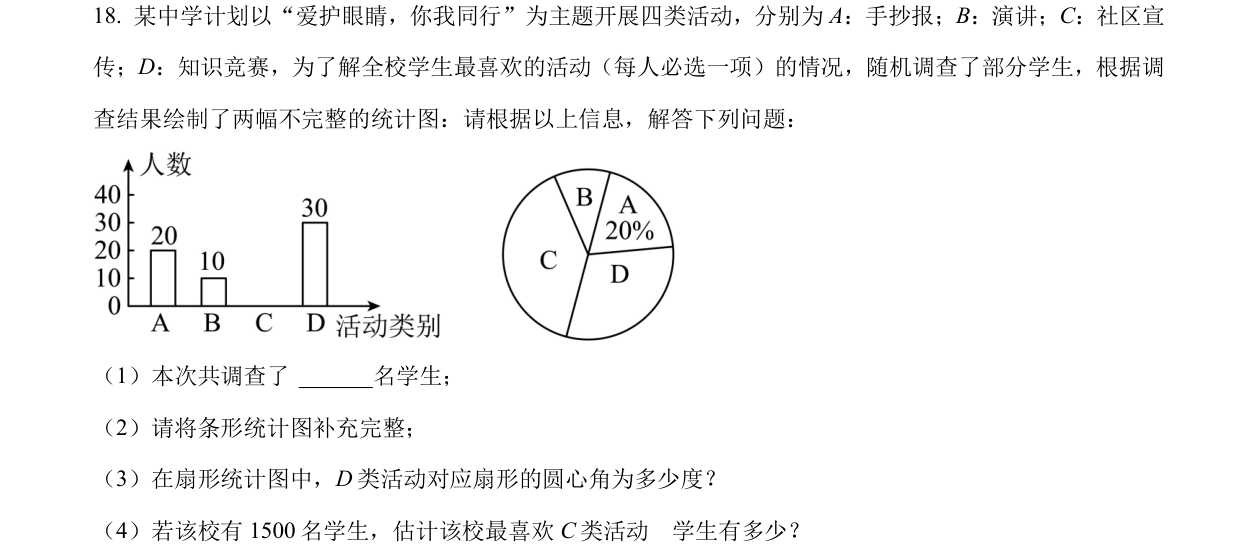 18. 某中学计划以“爱护眼睛，你我同行”为主题开展四类活动，分别为 A：手抄报；B：演讲；C：社区宣
传；D：知识竞赛，为了解全校学生最喜欢的活动（每人必选一项）的情况，随机调查了部分学生，根据调
查结果绘制了两幅不完整的统计图：请根据以上信息，解答下列问题：
人数
40
30
20
10
0
20
10
30
A B C D 活动类别
B
A
20%
C
D
（1）本次共调查了 ______名学生；
（2）请将条形统计图补充完整；
（3）在扇形统计图中，D 类活动对应扇形的圆心角为多少度？
（4）若该校有 1500 名学生，估计该校最喜欢 C 类活动 学生有多少？